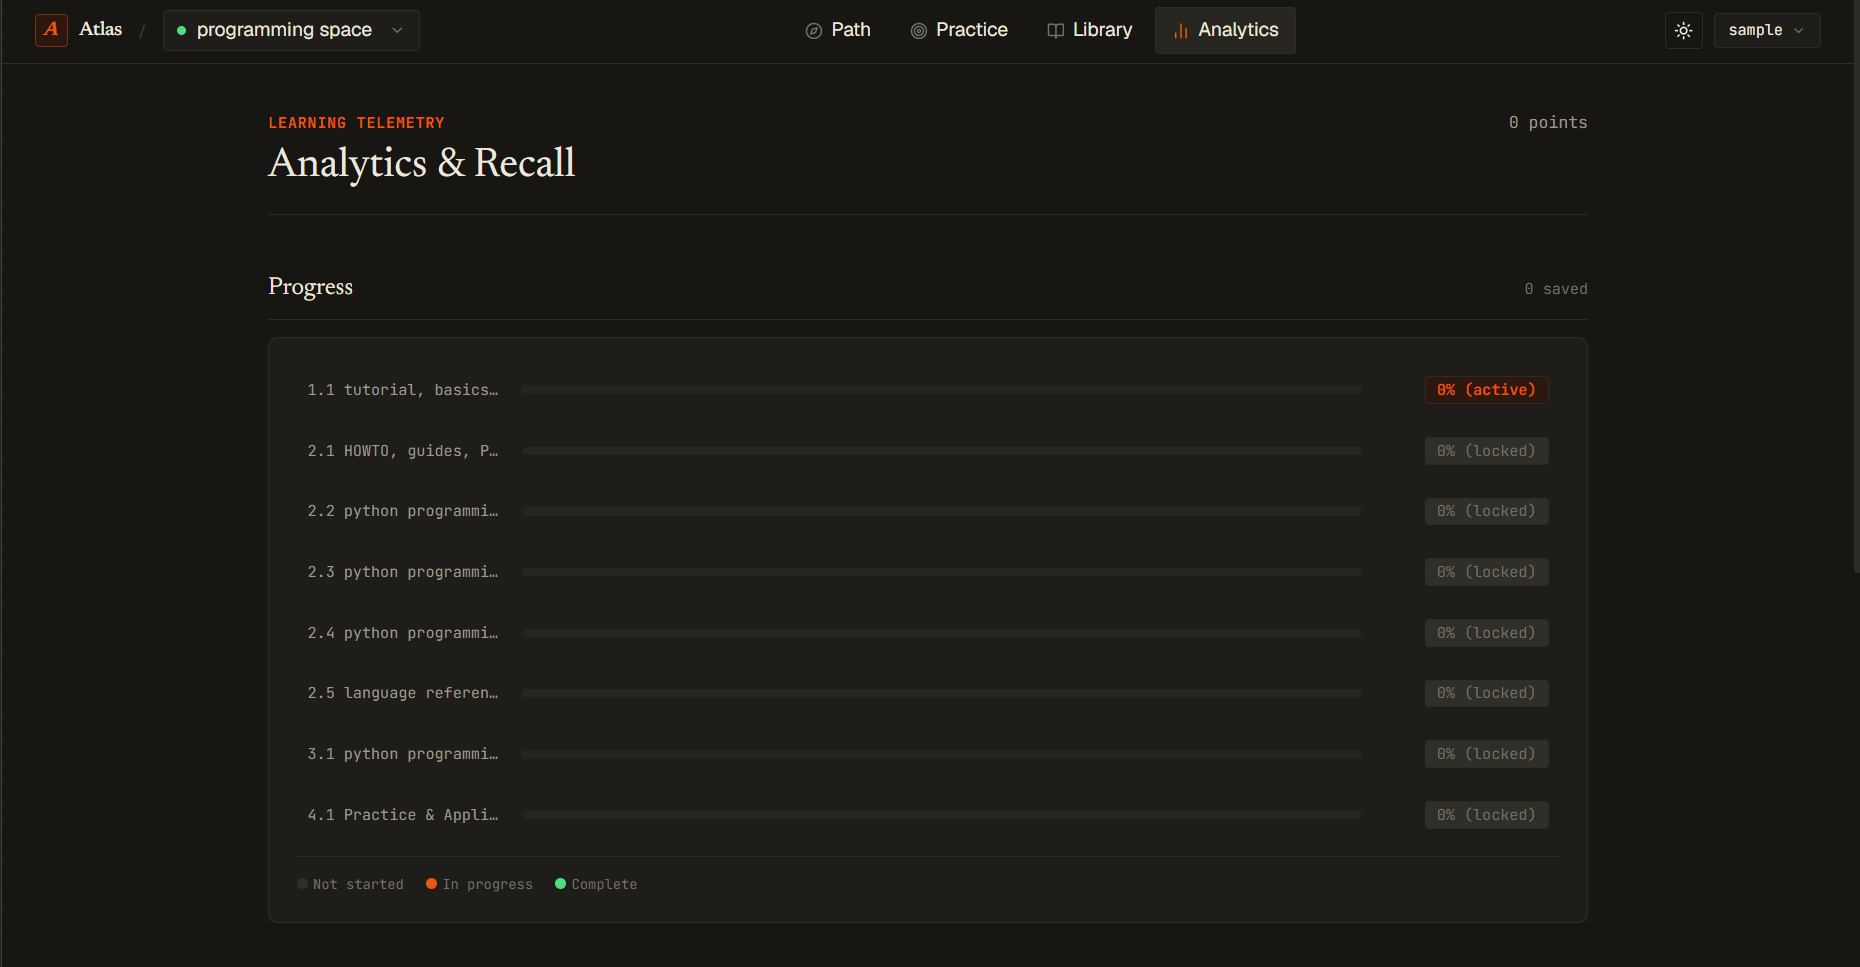 A Atlas / programming space
Path Practice Library Analytics
sample
LEARNING TELEMETRY
0 points
Analytics & Recall
Progress
0 saved
1.1 tutorial, basics… 0% (active)
2.1 HOWTO, guides, P… 0% (locked)
2.2 python programmi… 0% (locked)
2.3 python programmi… 0% (locked)
2.4 python programmi… 0% (locked)
2.5 language referen… 0% (locked)
3.1 python programmi… 0% (locked)
4.1 Practice & Appli… 0% (locked)
Not started In progress Complete